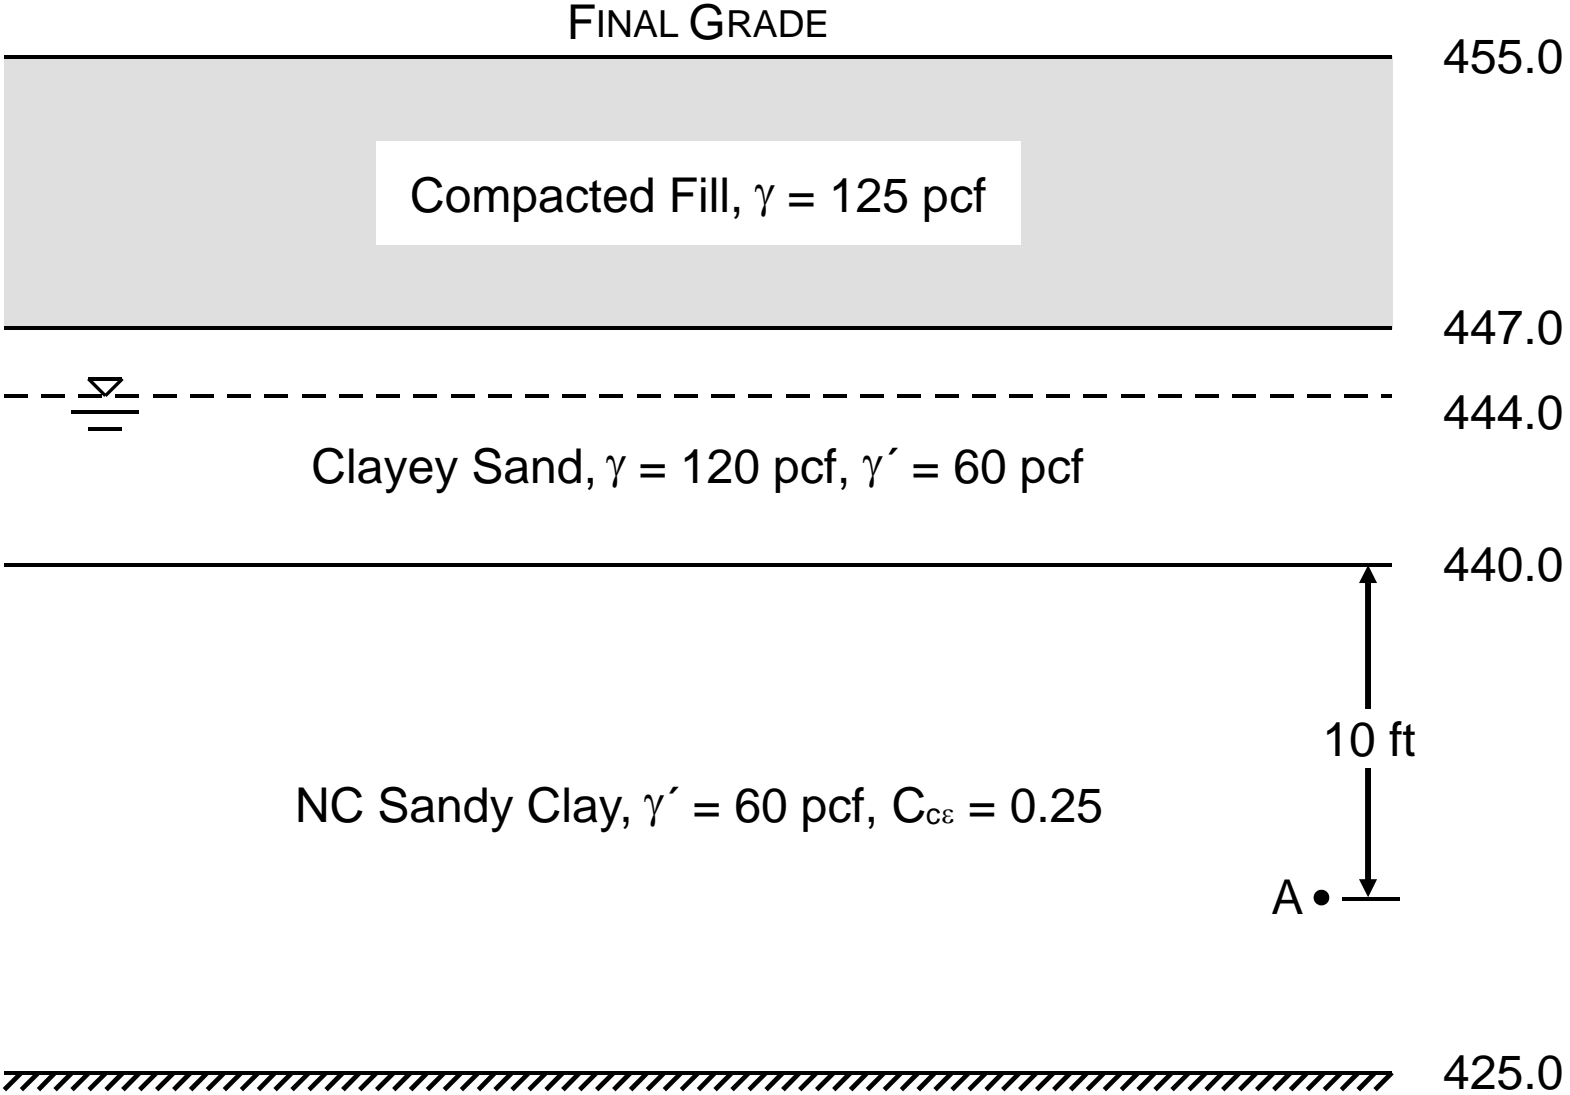 FINAL GRADE
455.0
Compacted Fill, γ = 125 pcf
447.0
444.0
Clayey Sand, γ = 120 pcf, γ´ = 60 pcf
440.0
10 ft
NC Sandy Clay, γ´ = 60 pcf, Ccε = 0.25
A
425.0